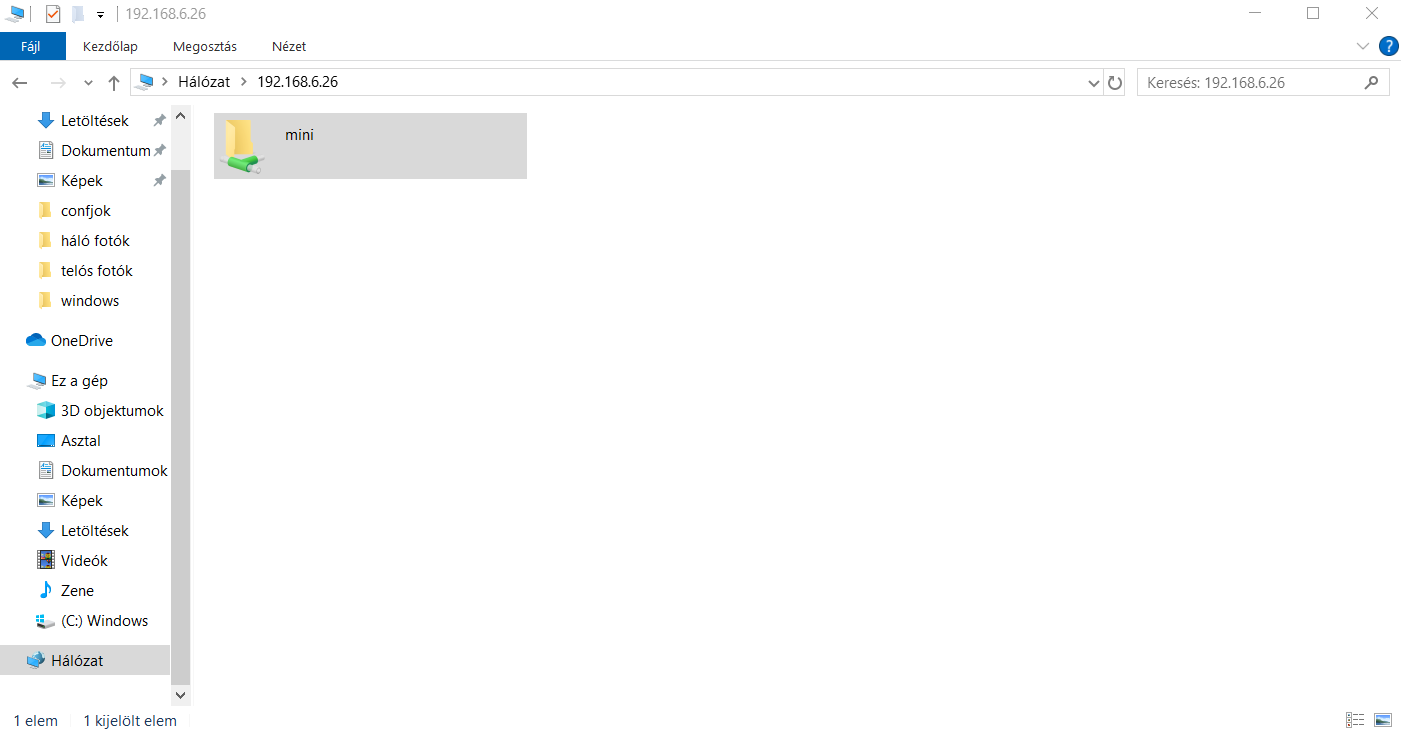 192.168.6.26
Fájl Kezdőlap Megosztás Nézet
?
Hálózat > 192.168.6.26
Keresés: 192.168.6.26
Letöltések
Dokumentum
Képek
confjok
háló fotók
telós fotók
windows
OneDrive
Ez a gép
3D objektumok
Asztal
Dokumentumok
Képek
Letöltések
Videók
Zene
(C:) Windows
Hálózat
mini
1 elem 1 kijelölt elem